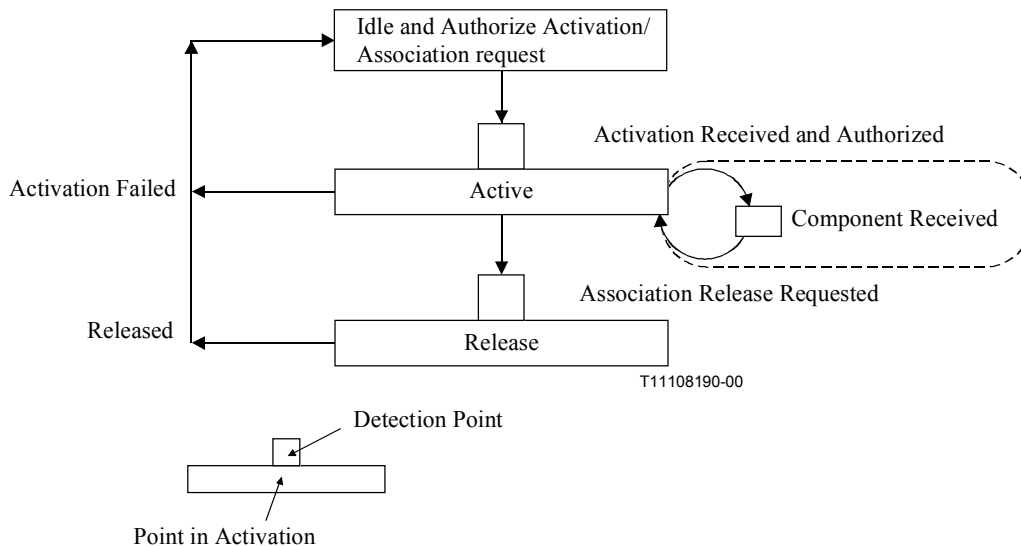 Idle and Authorize Activation/
Association request
Activation Received and Authorized
Activation Failed
Active
Component Received
Association Release Requested
Released
Release
T11108190-00
Detection Point
Point in Activation